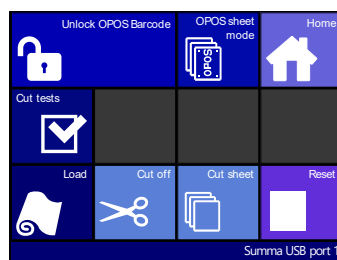 Unlock OPOS Barcode
OPOS sheet
mode
Home
OPOS
Cut tests
Load
Cut off
Cut sheet
Reset
Summa USB port 1